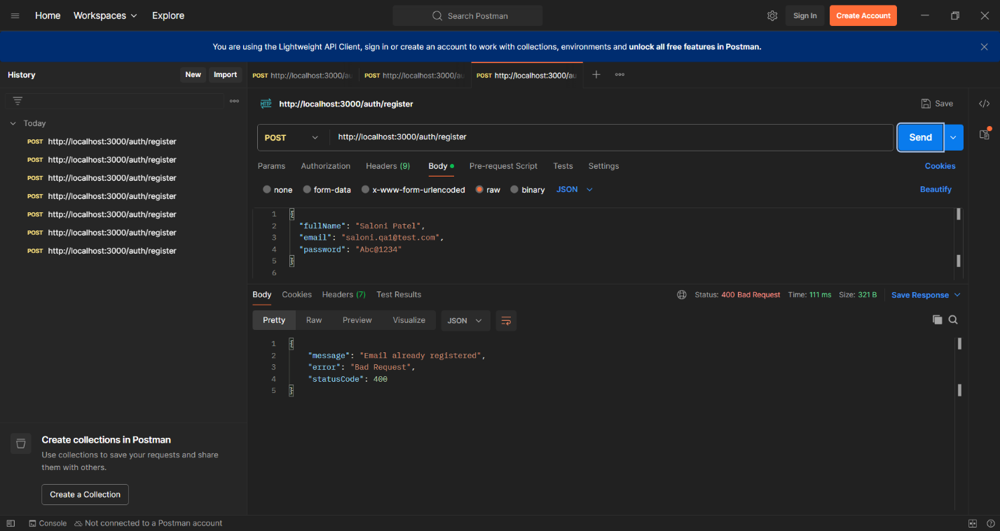 Home Workspaces Explore Search Postman Sign In Create Account
You are using the Lightweight API Client, sign in or create an account to work with collections, environments and unlock all free features in Postman.
History New Import
POST http://localhost:3000/au POST http://localhost:3000/au POST http://localhost:3000/au
HTTP http://localhost:3000/auth/register Save
Today
POST http://localhost:3000/auth/register
POST http://localhost:3000/auth/register
POST http://localhost:3000/auth/register
POST http://localhost:3000/auth/register
POST http://localhost:3000/auth/register
POST http://localhost:3000/auth/register
POST http://localhost:3000/auth/register
POST http://localhost:3000/auth/register Send
Params Authorization Headers (9) Body Pre-request Script Tests Settings Cookies
none form-data x-www-form-urlencoded raw binary JSON Beautify
1 {
2 "fullName": "Saloni Patel",
3 "email": "saloni.qa1@test.com",
4 "password": "Abc@1234"
5 }
6
Body Cookies Headers (7) Test Results Status: 400 Bad Request Time: 111 ms Size: 321 B Save Response
Pretty Raw Preview Visualize JSON
1 {
2 "message": "Email already registered",
3 "error": "Bad Request",
4 "statusCode": 400
5 }
Create collections in Postman
Use collections to save your requests and share
them with others.
Create a Collection
Console Not connected to a Postman account